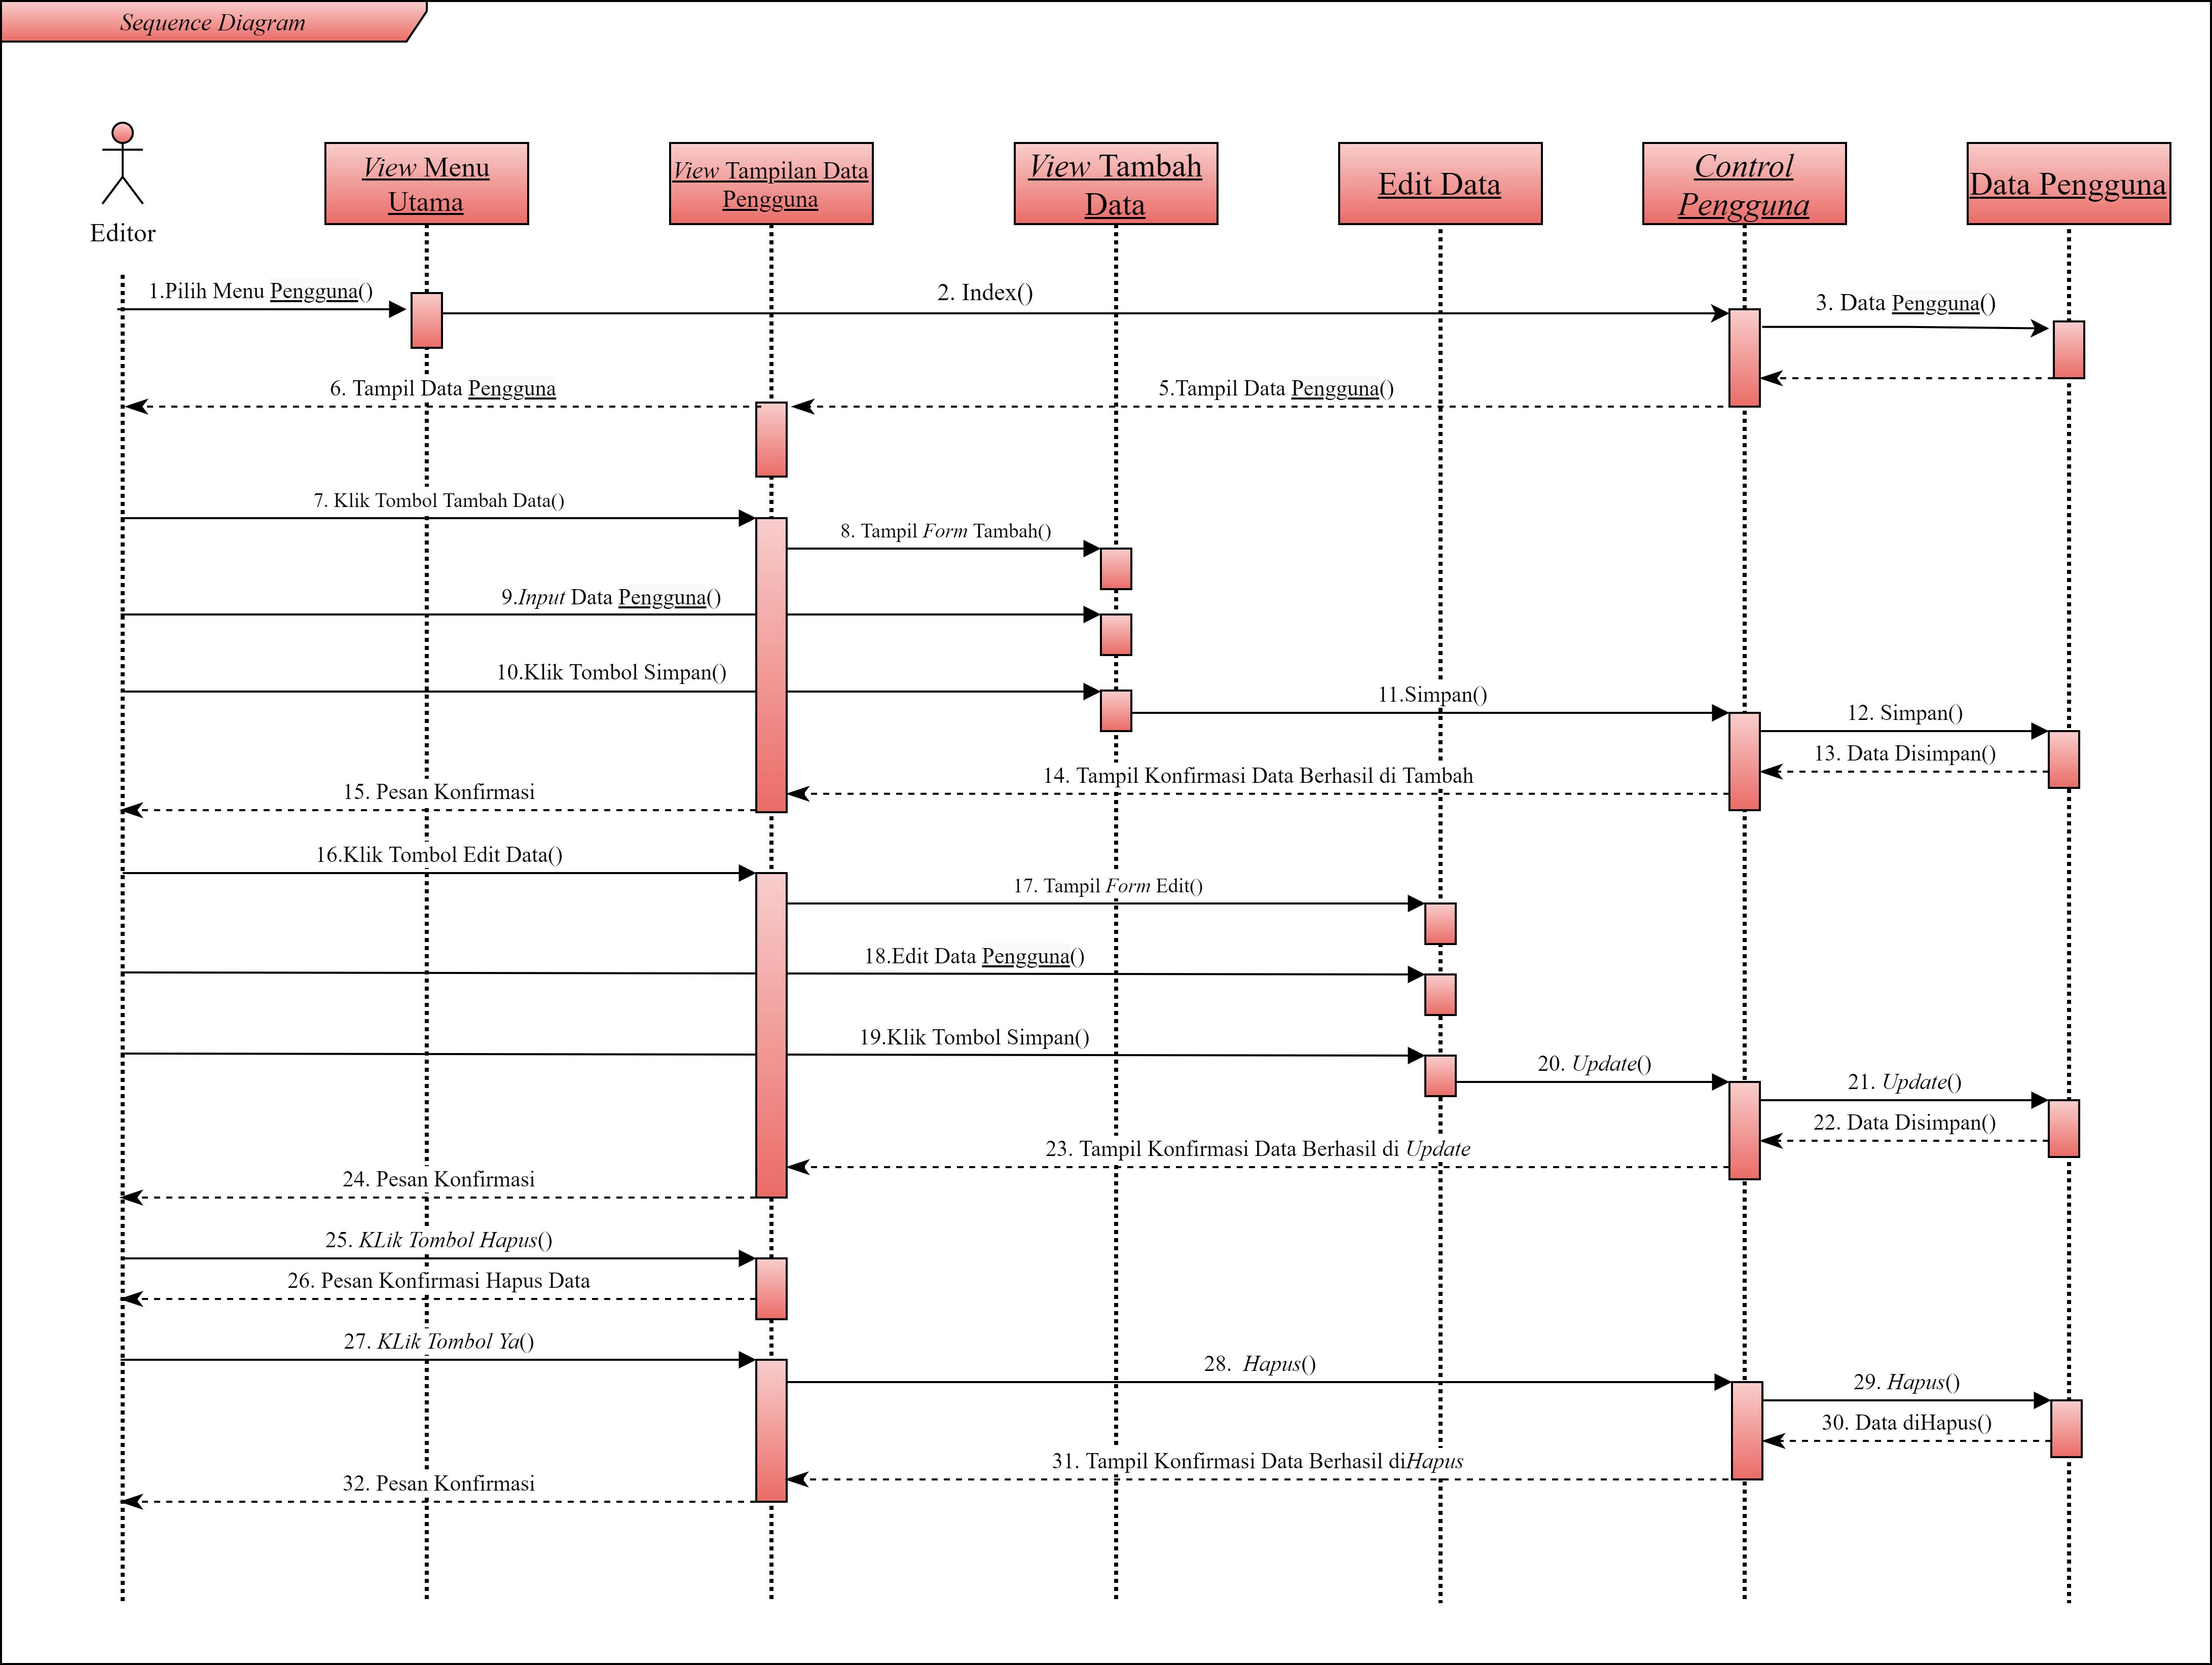 Sequence Diagram
Editor
View Menu
Utama
View Tampilan Data
Pengguna
View Tambah
Data
Edit Data
Control
Pengguna
Data Pengguna
1.Pilih Menu Pengguna()
2. Index()
3. Data Pengguna()
6. Tampil Data Pengguna
5.Tampil Data Pengguna()
7. Klik Tombol Tambah Data()
8. Tampil Form Tambah()
9.Input Data Pengguna()
10.Klik Tombol Simpan()
11.Simpan()
12. Simpan()
13. Data Disimpan()
14. Tampil Konfirmasi Data Berhasil di Tambah
15. Pesan Konfirmasi
16.Klik Tombol Edit Data()
17. Tampil Form Edit()
18.Edit Data Pengguna()
19.Klik Tombol Simpan()
20. Update()
21. Update()
22. Data Disimpan()
23. Tampil Konfirmasi Data Berhasil di Update
24. Pesan Konfirmasi
25. KLik Tombol Hapus()
26. Pesan Konfirmasi Hapus Data
27. KLik Tombol Ya()
28. Hapus()
29. Hapus()
30. Data diHapus()
31. Tampil Konfirmasi Data Berhasil diHapus
32. Pesan Konfirmasi